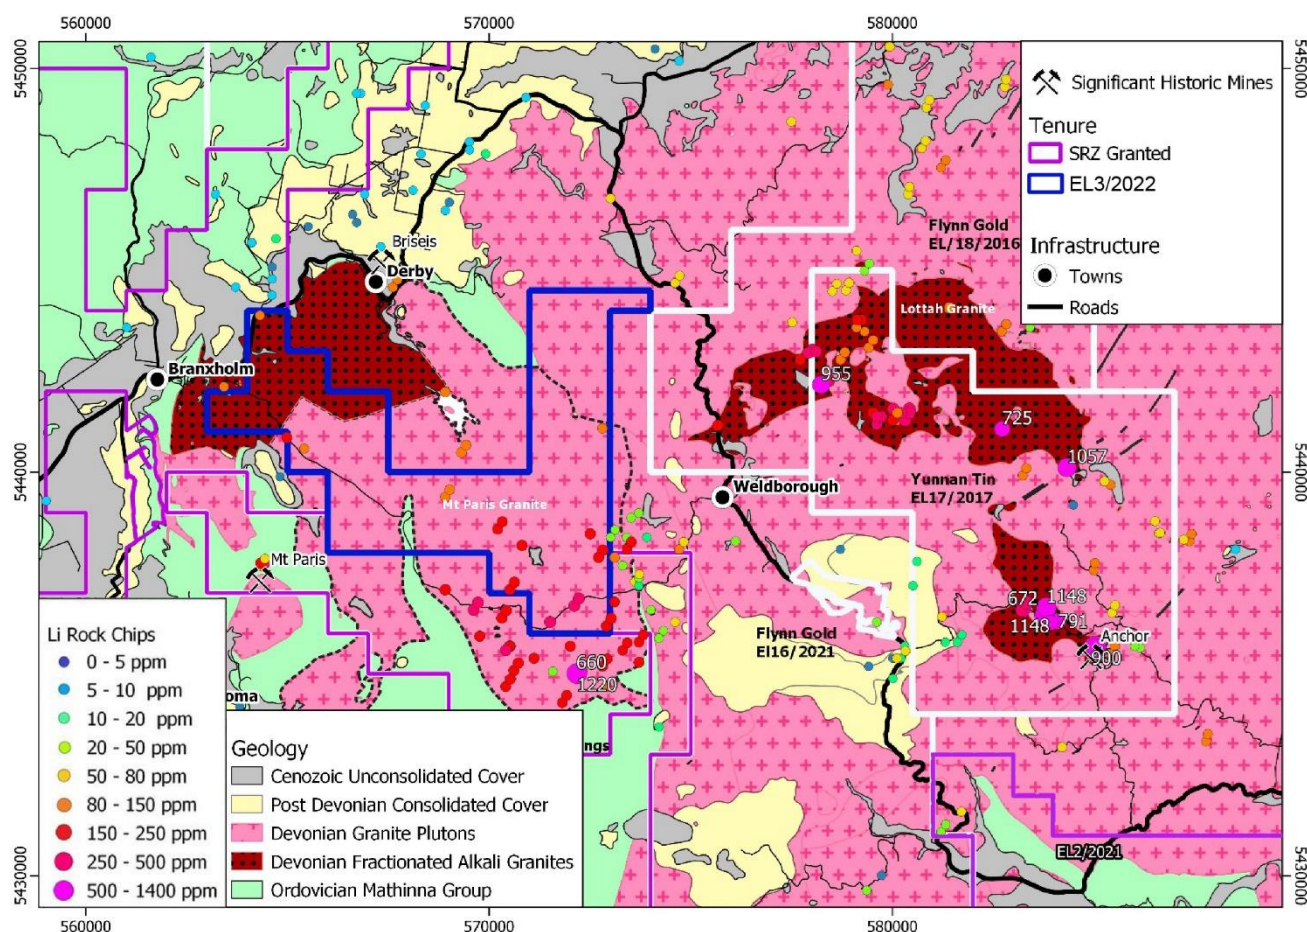 560000
570000
580000
5450000
5450000
Significant Historic Mines
Tenure
SRZ Granted
EL3/2022
Infrastructure
Towns
Roads
Flynn Gold
EL/18/2016
Briseis
Derby
Lottah Granite
Branxholm
955
725
1057
5440000
5440000
Weldborough
Yunnan Tin
EL17/2017
Mt Paris Granite
Mt Paris
672
1148
1148
791
Anchor
900
Flynn Gold
El16/2021
660
1220
Li Rock Chips
0 - 5 ppm
5 - 10 ppm
10 - 20 ppm
20 - 50 ppm
50 - 80 ppm
80 - 150 ppm
150 - 250 ppm
250 - 500 ppm
500 - 1400 ppm
oma
ngs
Geology
Cenozoic Unconsolidated Cover
Post Devonian Consolidated Cover
Devonian Granite Plutons
Devonian Fractionated Alkali Granites
Ordovician Mathinna Group
EL2/2021
5430000
560000
570000
580000